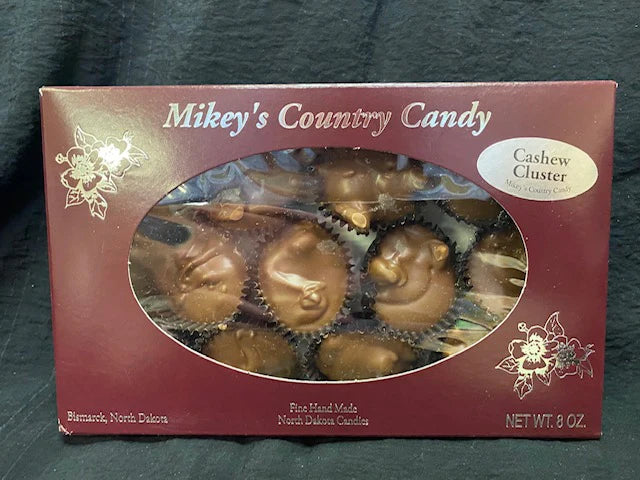 Mikey's Country Candy
Cashew
Cluster
Mikey's Country Candy
Bismarck, North Dakota
Fine Hand Made
North Dakota Candies
NET WT. 8 OZ.